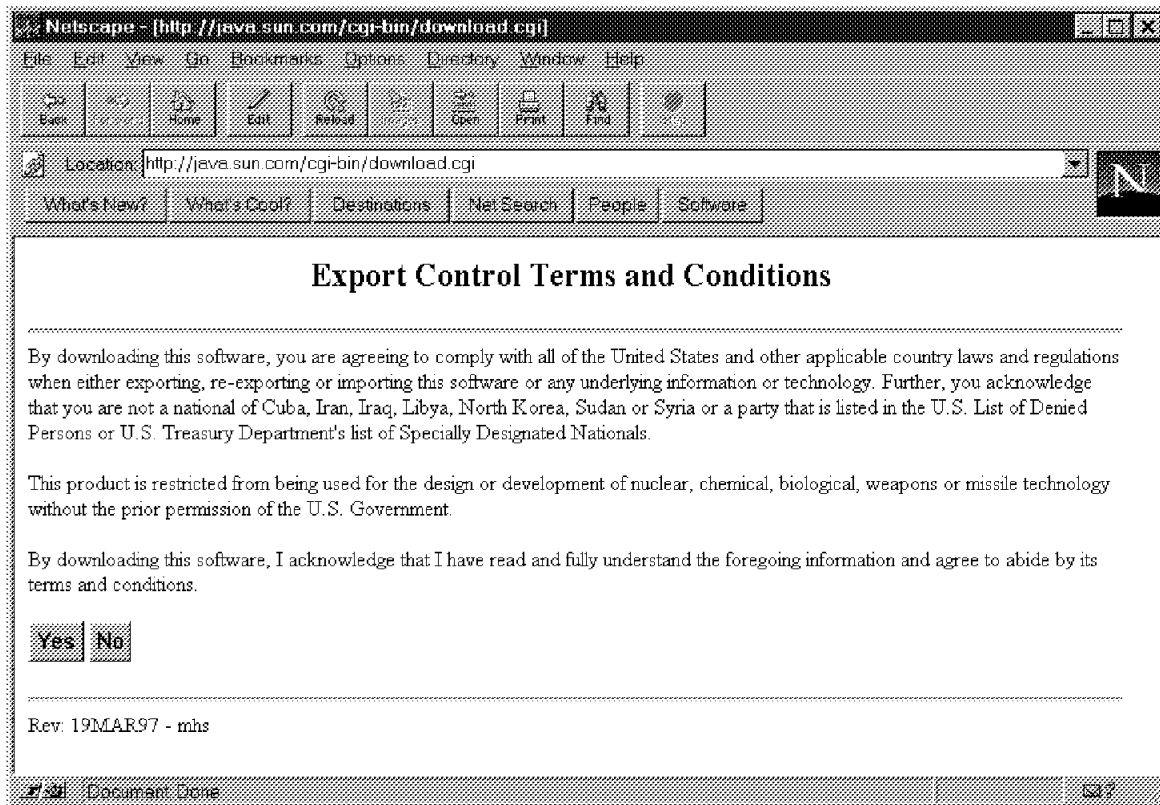 Netscape - [http://java.sun.com/cgi-bin/download.cgi]
File Edit View Go Bookmarks Options Directory Window Help
Back Home Edit Reload Open Print Find
Location: http://java.sun.com/cgi-bin/download.cgi
N
What's New? What's Cool? Destinations Net Search People Software
Export Control Terms and Conditions
By downloading this software, you are agreeing to comply with all of the United States and other applicable country laws and regulations
when either exporting, re-exporting or importing this software or any underlying information or technology. Further, you acknowledge
that you are not a national of Cuba, Iran, Iraq, Libya, North Korea, Sudan or Syria or a party that is listed in the U.S. List of Denied
Persons or U.S. Treasury Department's list of Specially Designated Nationals.
This product is restricted from being used for the design or development of nuclear, chemical, biological, weapons or missile technology
without the prior permission of the U.S. Government.
By downloading this software, I acknowledge that I have read and fully understand the foregoing information and agree to abide by its
terms and conditions.
Yes No
Rev: 19MAR97 - mhs
Document: Done